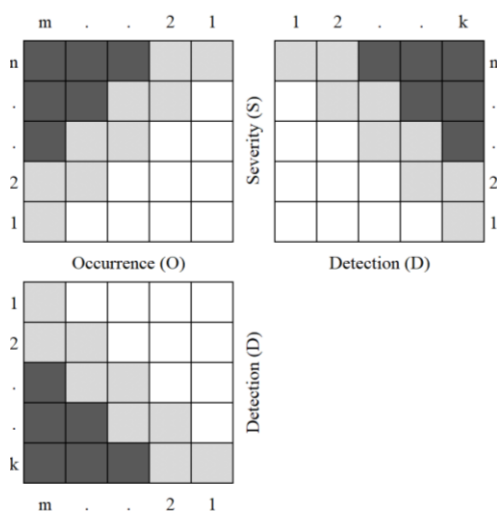 m . . 2 1
1 2 . . k
n
.
.
2
1
Severity (S)
n
.
.
2
1
Occurrence (O)
Detection (D)
1
2
.
.
k
Detection (D)
m . . 2 1